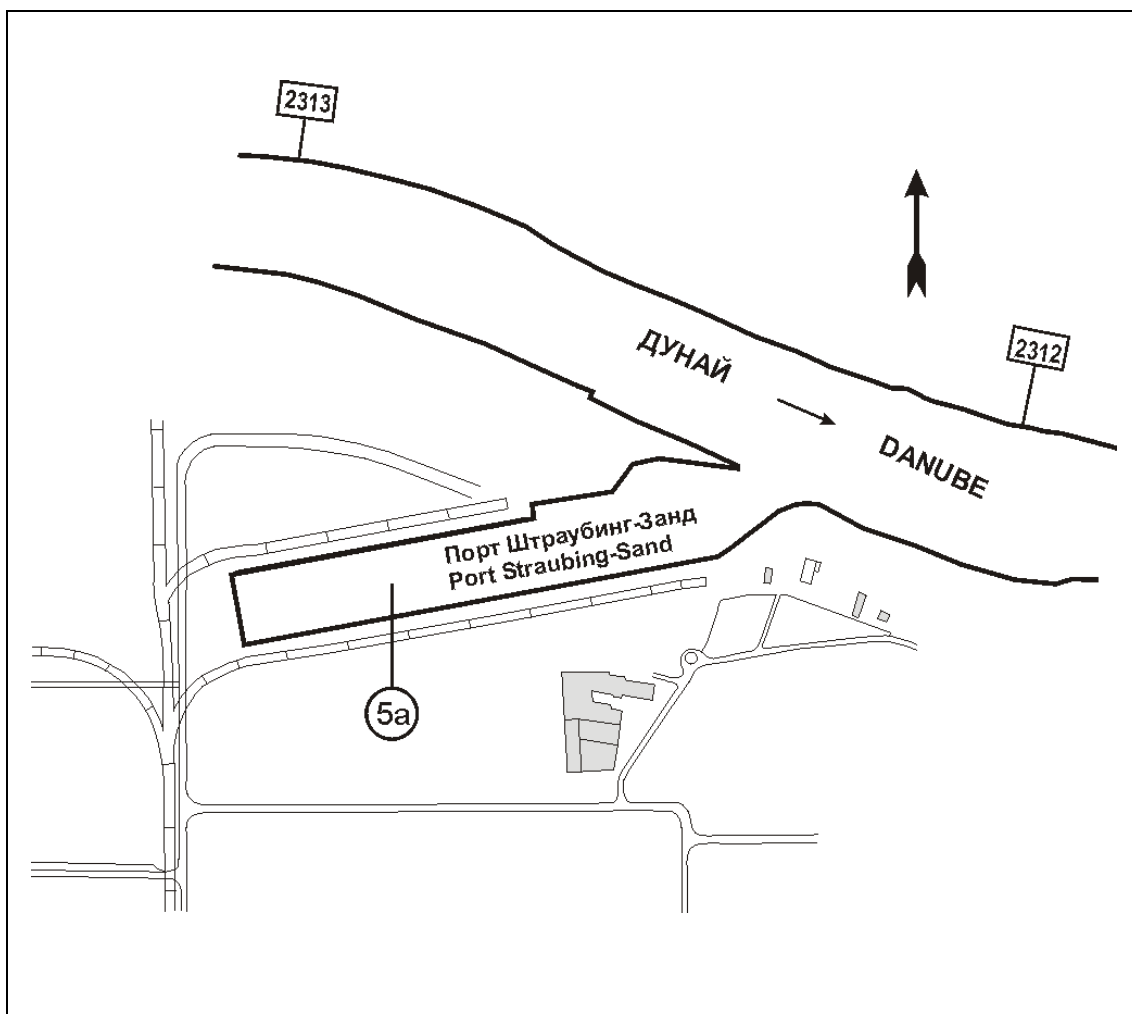 2313
ДУНАЙ
2312
DANUBE
Порт Штраубинг-Занд
Port Straubing-Sand
5a